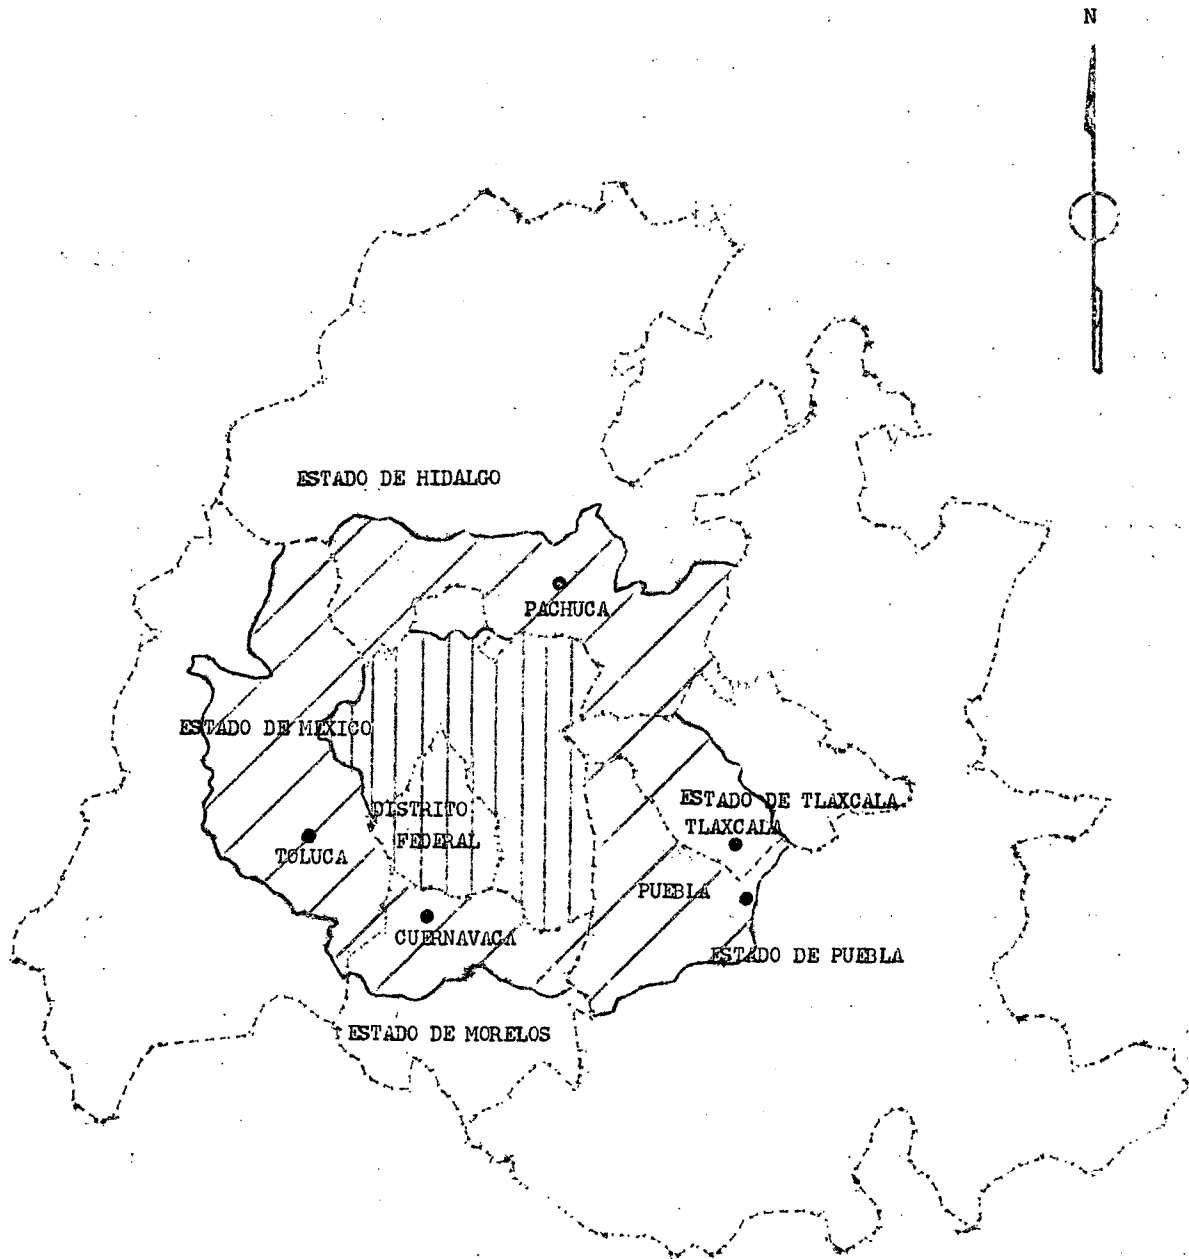 N
ESTADO DE HIDALGO
PACHUCA
ESTADO DE MEXICO
DISTRITO
FEDERAL
ESTADO DE TLAXCALA
TLAXCALA
TOLUCA
PUEBLA
CUERNAVACA
ESTADO DE PUEBLA
ESTADO DE MORELOS